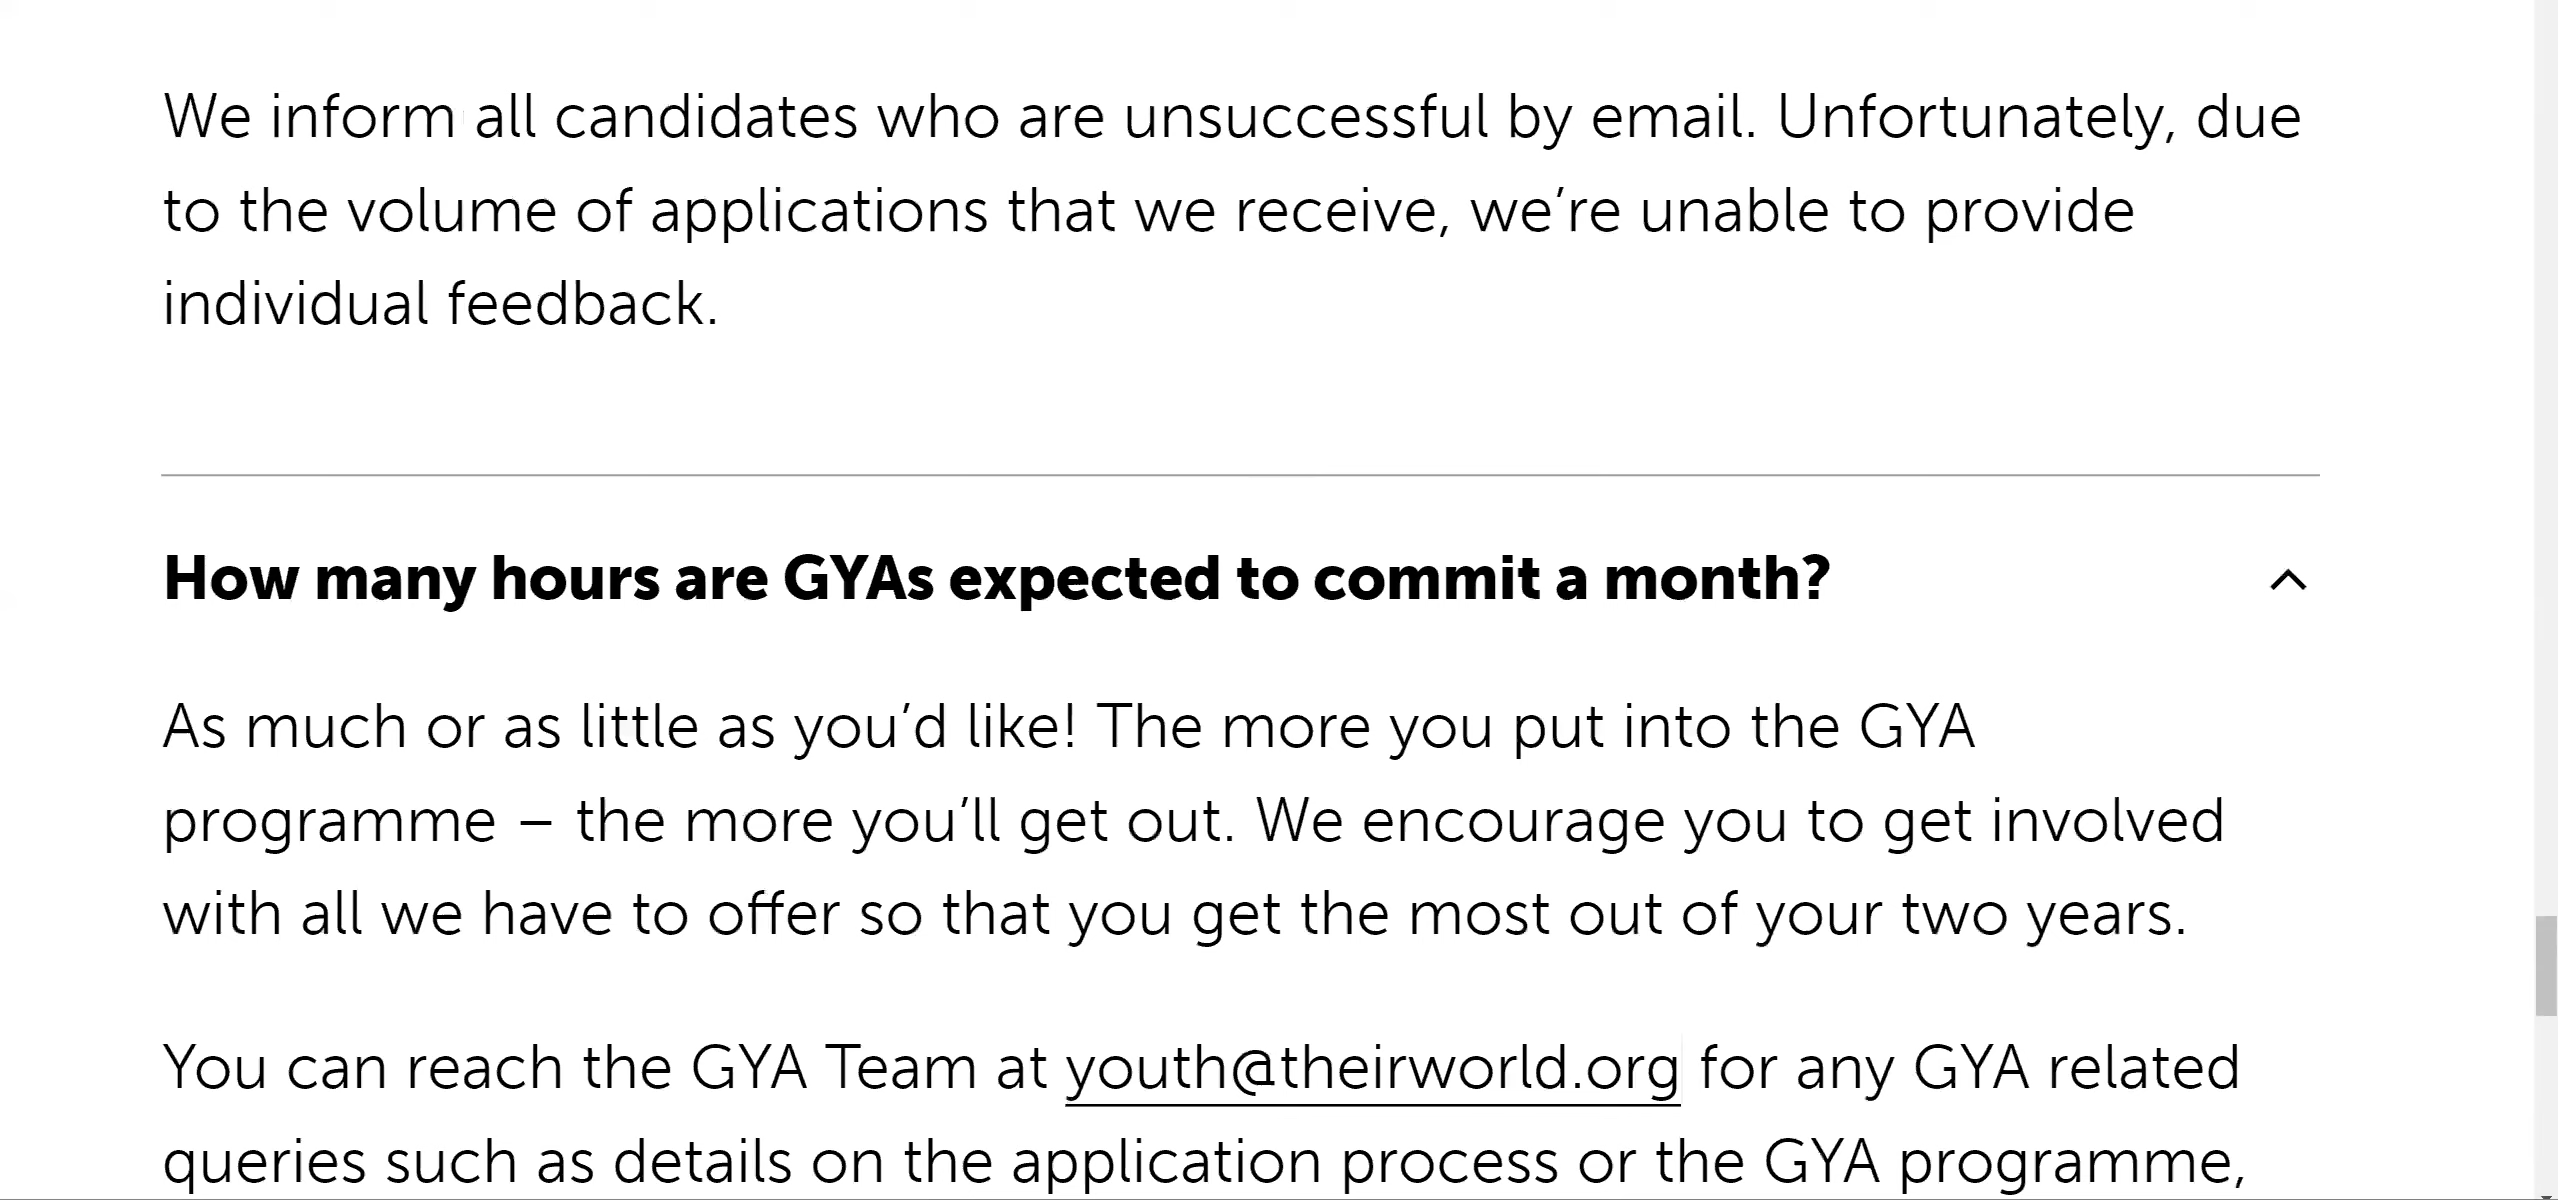 We inform all candidates who are unsuccessful by email. Unfortunately, due
to the volume of applications that we receive, we’re unable to provide
individual feedback.
How many hours are GYAs expected to commit a month?
As much or as little as you’d like! The more you put into the GYA
programme – the more you’ll get out. We encourage you to get involved
with all we have to offer so that you get the most out of your two years.
You can reach the GYA Team at youth@theirworld.org for any GYA related
queries such as details on the application process or the GYA programme,